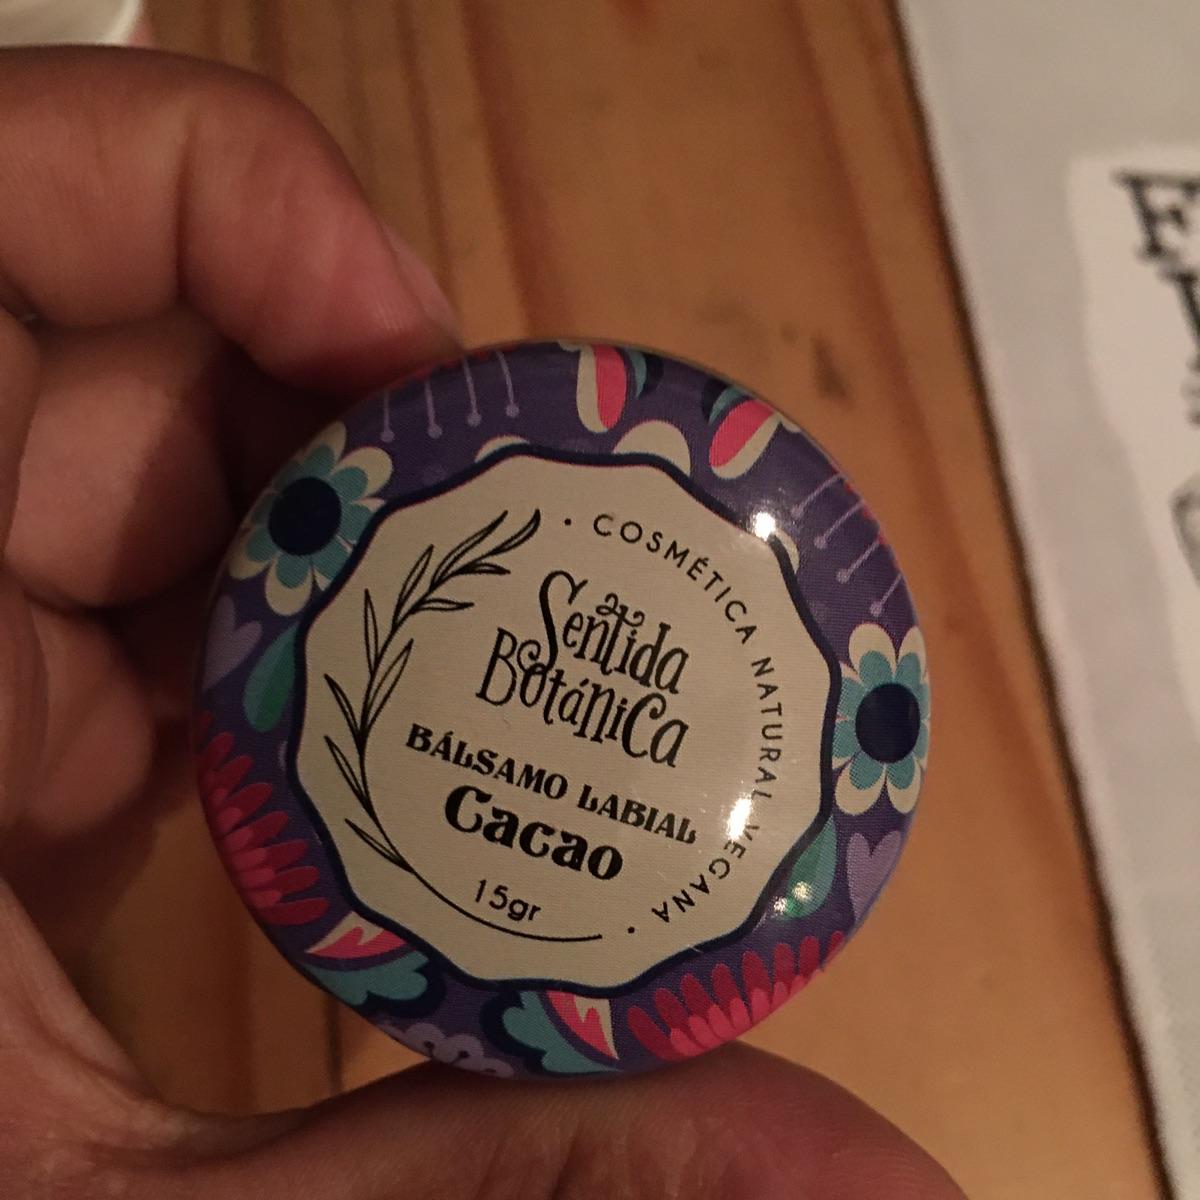 · COSMÉTICA NATURAL VEGANA ·
Sentida
Botánica
BÁLSAMO LABIAL
Cacao
15gr